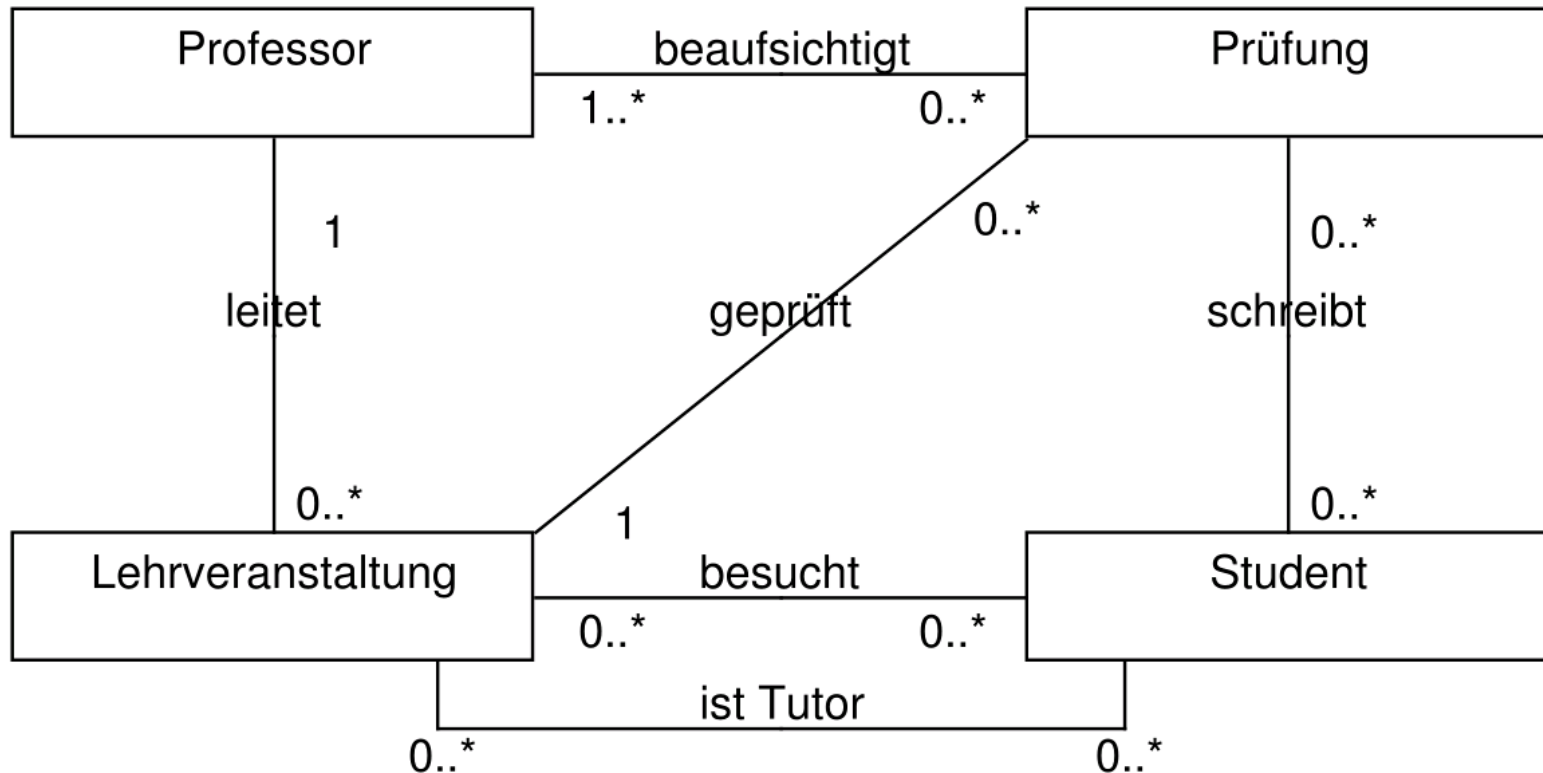 Professor
beaufsichtigt
Prüfung
1..*
0..*
1
0..*
0..*
leitet
geprüft
schreibt
0..*
1
0..*
Lehrveranstaltung
besucht
Student
0..*
0..*
ist Tutor
0..*
0..*